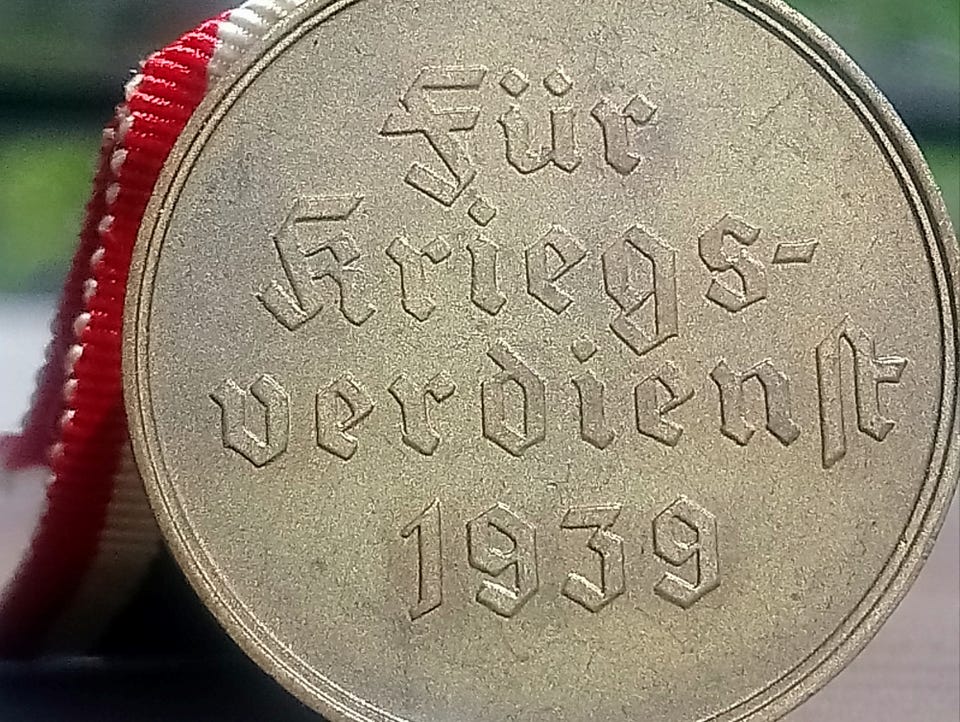 Für
Kriegs-
verdienst
1939